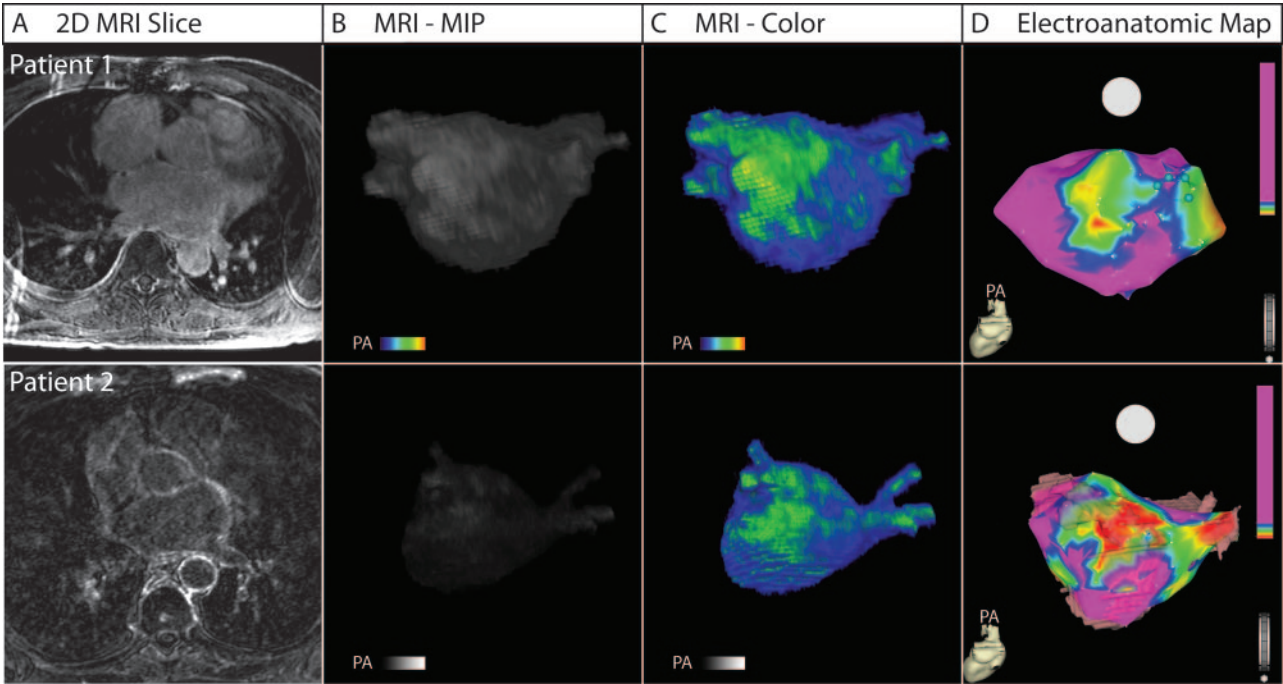 A 2D MRI Slice
B MRI - MIP
C MRI - Color
D Electroanatomic Map
Patient 1
PA
PA
PA
Patient 2
PA
PA
PA